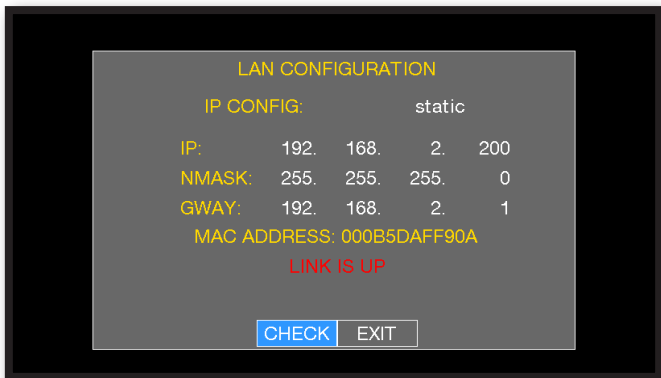 LAN CONFIGURATION
IP CONFIG: static
IP: 192. 168. 2. 200
NMASK: 255. 255. 255. 0
GWAY: 192. 168. 2. 1
MAC ADDRESS: 000B5DAFF90A
LINK IS UP
CHECK EXIT